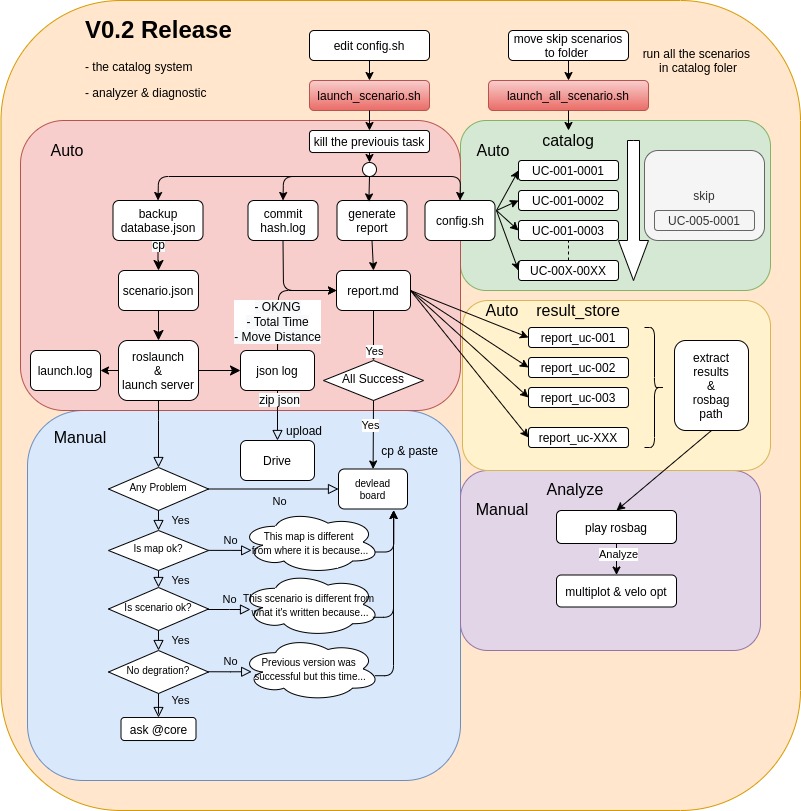 V0.2 Release
- the catalog system
- analyzer & diagnostic
edit config.sh
launch_scenario.sh
move skip scenarios
to folder
launch_all_scenario.sh
run all the scenarios
in catalog foler
Auto
kill the previouis task
backup
database.json
cp
commit
hash.log
generate
report
config.sh
scenario.json
- OK/NG
- Total Time
- Move Distance
report.md
launch.log
roslaunch
&
launch server
json log
zip json
Yes
All Success
Auto
catalog
UC-001-0001
UC-001-0002
UC-001-0003
UC-00X-00XX
skip
UC-005-0001
Auto
result_store
report_uc-001
report_uc-002
report_uc-003
report_uc-XXX
extract
results
&
rosbag
path
Manual
upload
Drive
Yes
cp & paste
devlead
board
Any Problem
No
Yes
Is map ok?
No
This map is different
from where it is because...
Yes
Is scenario ok?
No
This scenario is different from
what it's written because...
Yes
No degration?
No
Previous version was
successful but this time...
Yes
ask @core
Manual
Analyze
play rosbag
Analyze
multiplot & velo opt